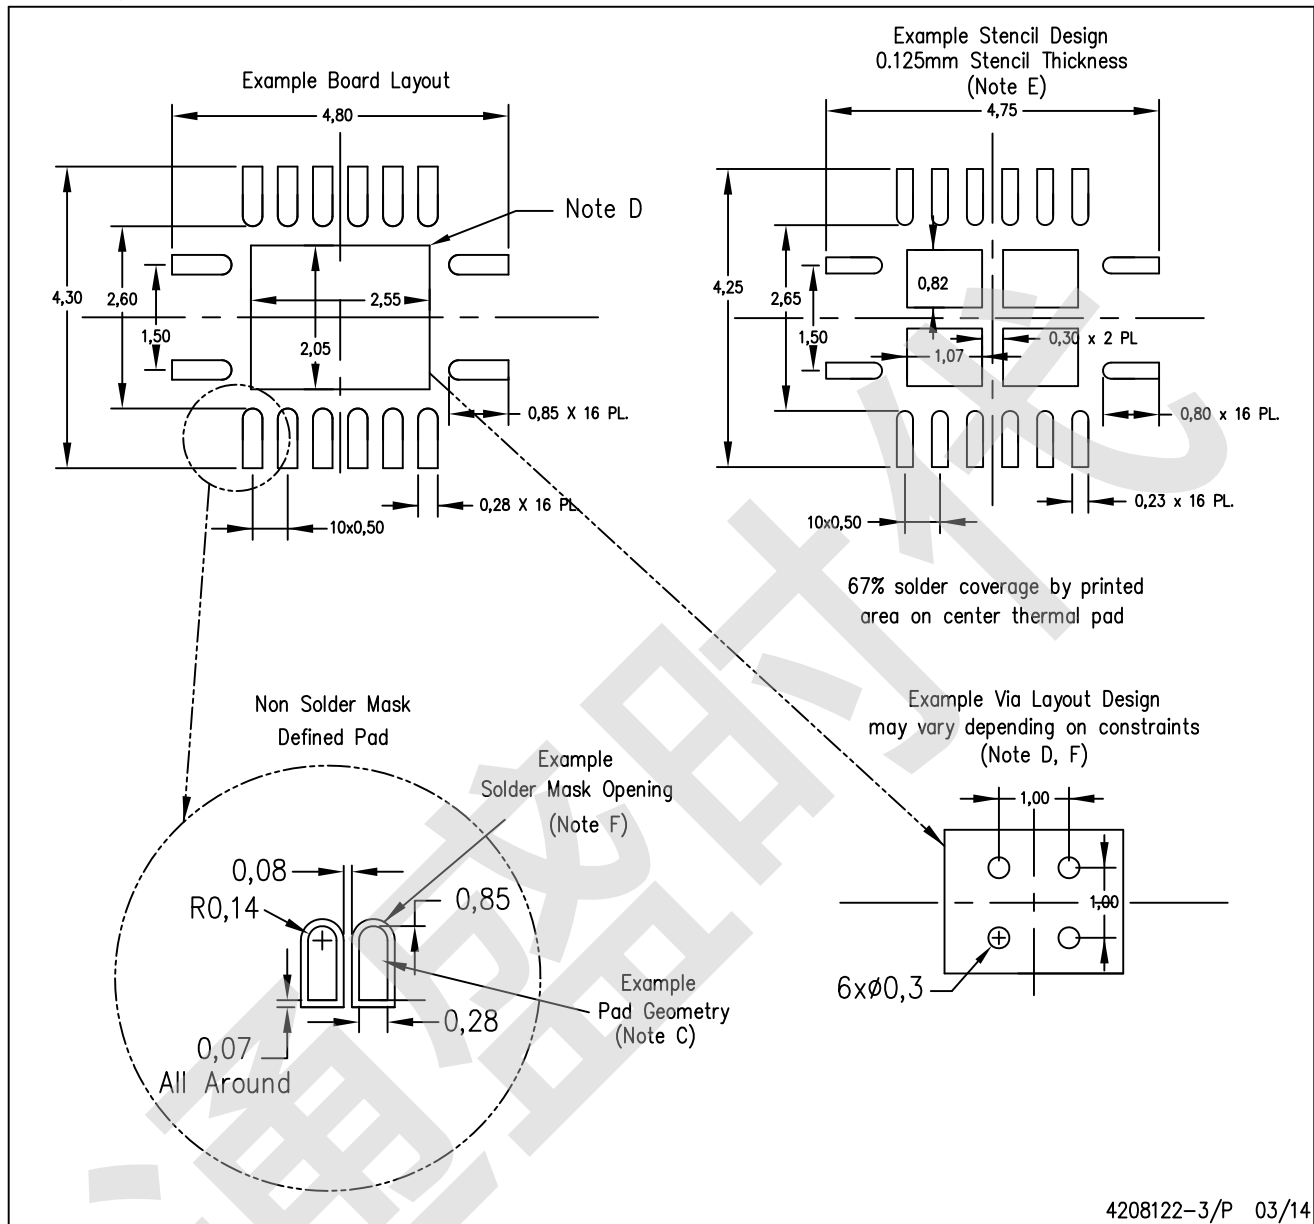 Example Board Layout
4,80
Note D
4,30
2,60
1,50
2,55
2,05
0,85 X 16 PL.
0,28 X 16 PL.
10x0,50
Example Stencil Design
0.125mm Stencil Thickness
(Note E)
4,75
4,25
2,65
1,50
0,82
0,30 x 2 PL
1,07
0,80 x 16 PL.
0,23 x 16 PL.
10x0,50
67% solder coverage by printed
area on center thermal pad
Non Solder Mask
Defined Pad
Example
Solder Mask Opening
(Note F)
0,08
R0,14
0,85
0,28
0,07
All Around
Example
Pad Geometry
(Note C)
Example Via Layout Design
may vary depending on constraints
(Note D, F)
1,00
1,00
6xø0,3
通盛时代
4208122-3/P 03/14